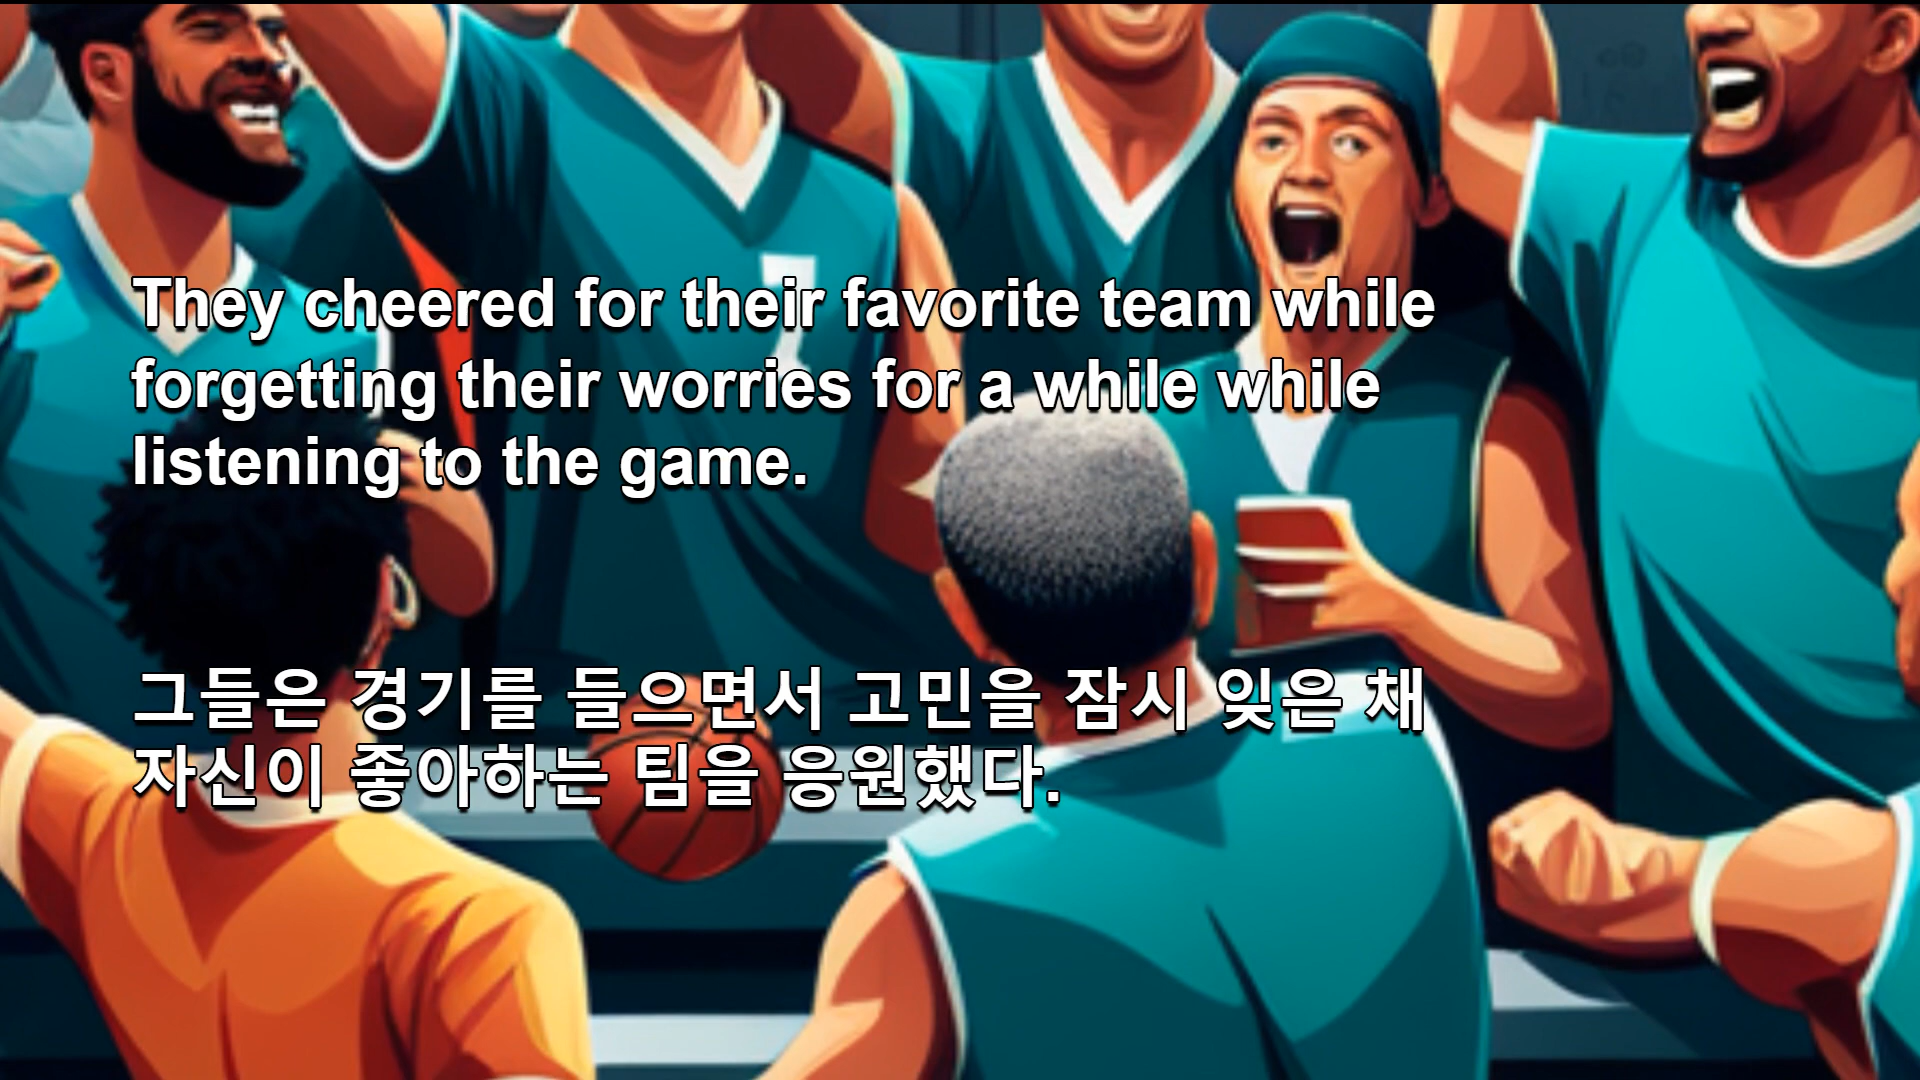 They cheered for their favorite team while
forgetting their worries for a while while
listening to the game.
그들은 경기를 들으면서 고민을 잠시 잊은 채
자신이 좋아하는 팀을 응원했다.